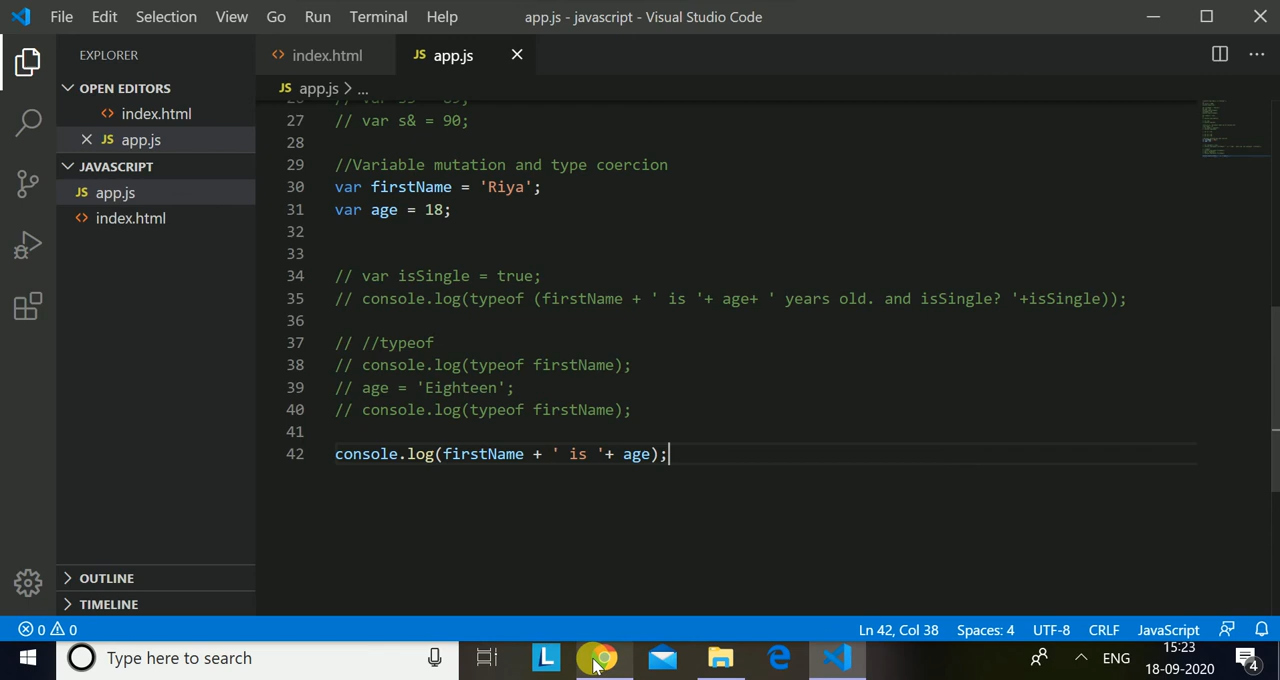 File Edit Selection View Go Run Terminal Help
app.js - javascript - Visual Studio Code
EXPLORER
OPEN EDITORS
<> index.html
JS app.js
JAVASCRIPT
JS app.js
<> index.html
OUTLINE
TIMELINE
<> index.html
JS app.js
JS app.js > ...
27 // var s& = 90;
28
29 //Variable mutation and type coercion
30 var firstName = 'Riya';
31 var age = 18;
32
33
34 // var isSingle = true;
35 // console.log(typeof (firstName + ' is '+ age+ ' years old. and isSingle? '+isSingle));
36
37 // //typeof
38 // console.log(typeof firstName);
39 // age = 'Eighteen';
40 // console.log(typeof firstName);
41
42 console.log(firstName + ' is '+ age);
0 0
Ln 42, Col 38 Spaces: 4 UTF-8 CRLF JavaScript
Type here to search
L
ENG
15:23
18-09-2020
4